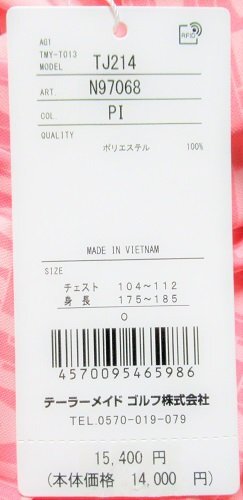 AG1
RFID
TMY-T013
MODEL TJ214
ART. N97068
COL. PI
QUALITY
ポリエステル 100%
MADE IN VIETNAM
SIZE
チェスト 104～112
身長 175～185
O
4570095465986
テーラーメイド ゴルフ株式会社
TEL.0570-019-079
15,400 円
(本体価格 14,000 円)